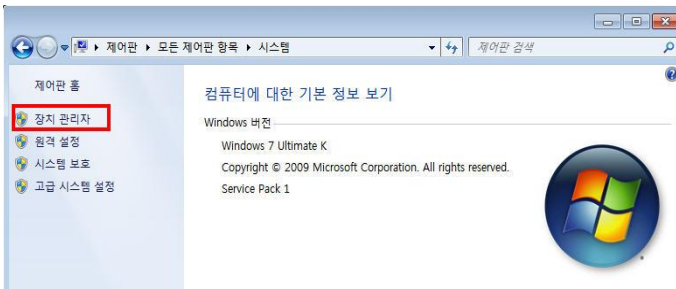 제어판 ▸ 모든 제어판 항목 ▸ 시스템
제어판 검색
제어판 홈
장치 관리자
원격 설정
시스템 보호
고급 시스템 설정
컴퓨터에 대한 기본 정보 보기
Windows 버전
Windows 7 Ultimate K
Copyright © 2009 Microsoft Corporation. All rights reserved.
Service Pack 1